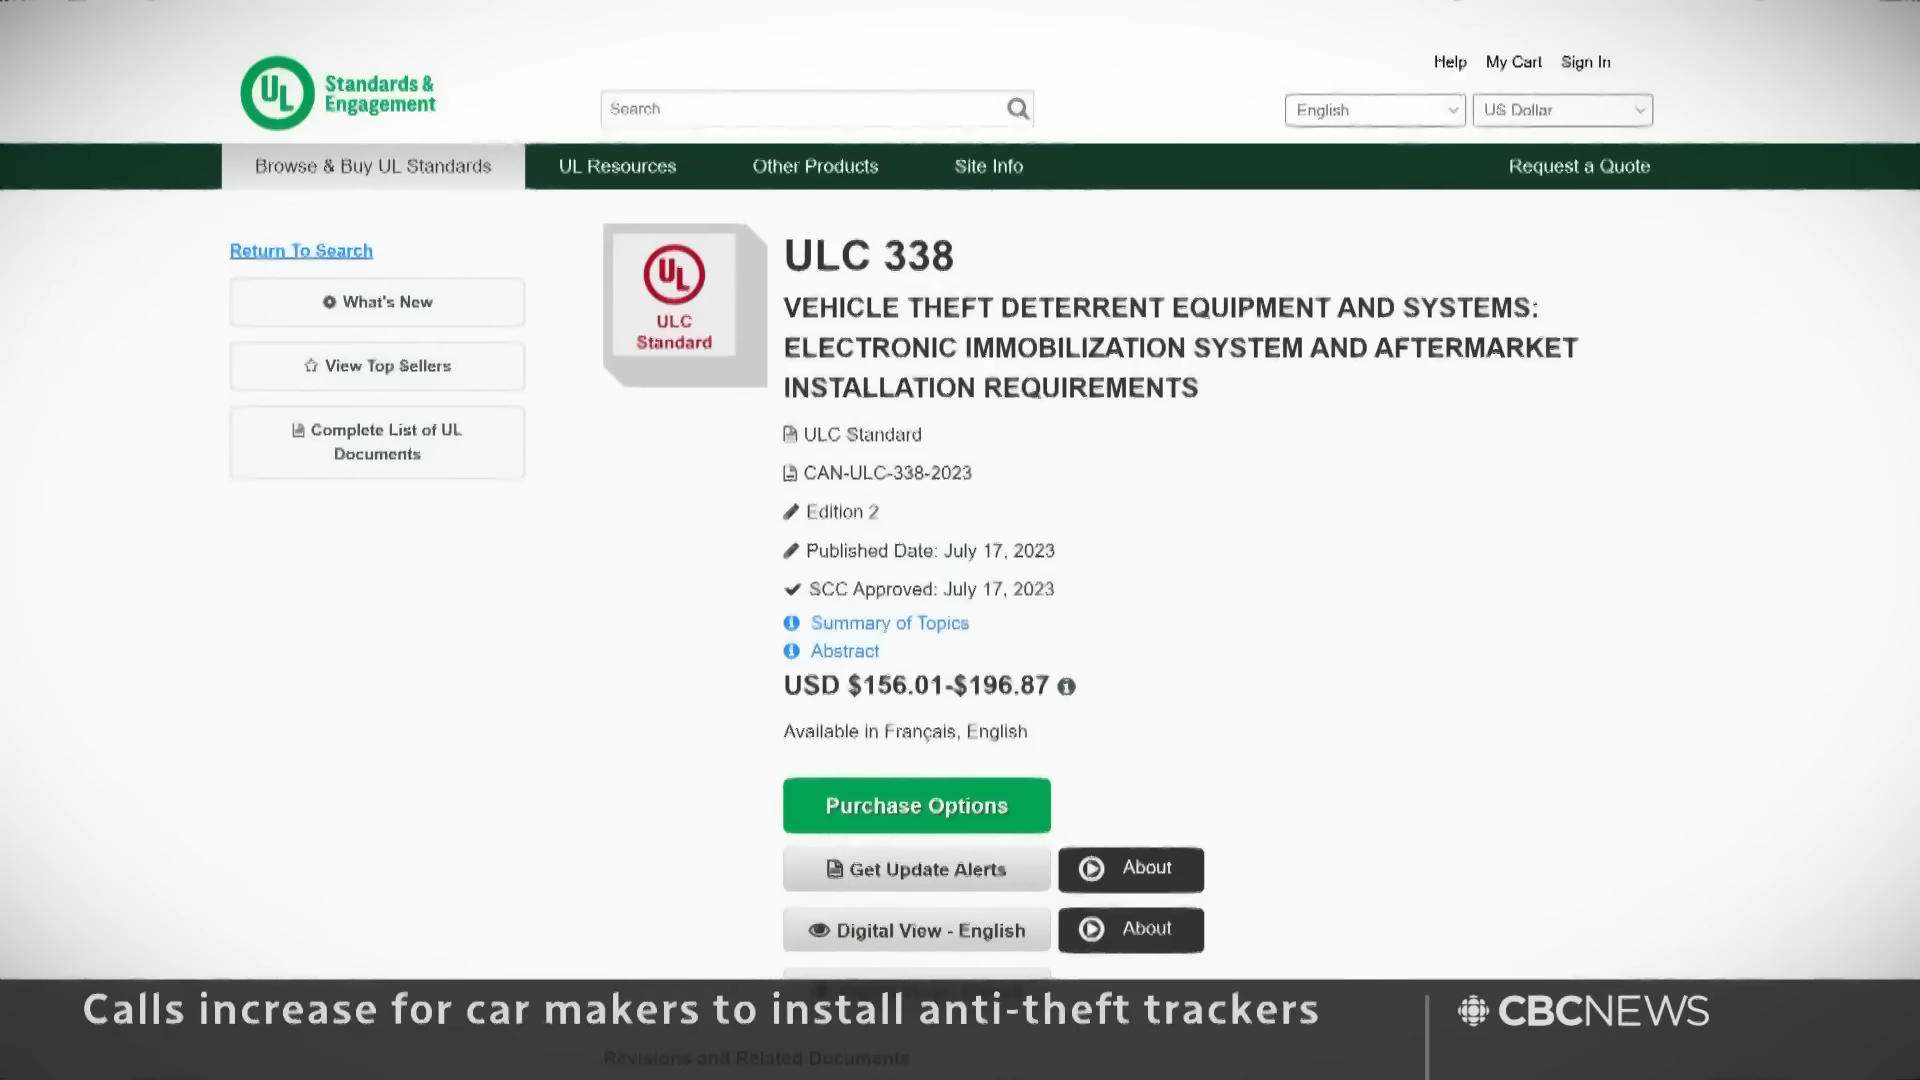 UL Standards &
Engagement
Search
Help My Cart Sign In
English US Dollar
Browse & Buy UL Standards UL Resources Other Products Site Info Request a Quote
Return To Search
What's New
View Top Sellers
Complete List of UL
Documents
UL
ULC
Standard
ULC 338
VEHICLE THEFT DETERRENT EQUIPMENT AND SYSTEMS:
ELECTRONIC IMMOBILIZATION SYSTEM AND AFTERMARKET
INSTALLATION REQUIREMENTS
ULC Standard
CAN-ULC-338-2023
Edition 2
Published Date: July 17, 2023
SCC Approved: July 17, 2023
Summary of Topics
Abstract
USD $156.01-$196.87
Available in Français, English
Purchase Options
Get Update Alerts About
Digital View - English About
Calls increase for car makers to install anti-theft trackers
CBCNEWS
Revisions and Related Documents